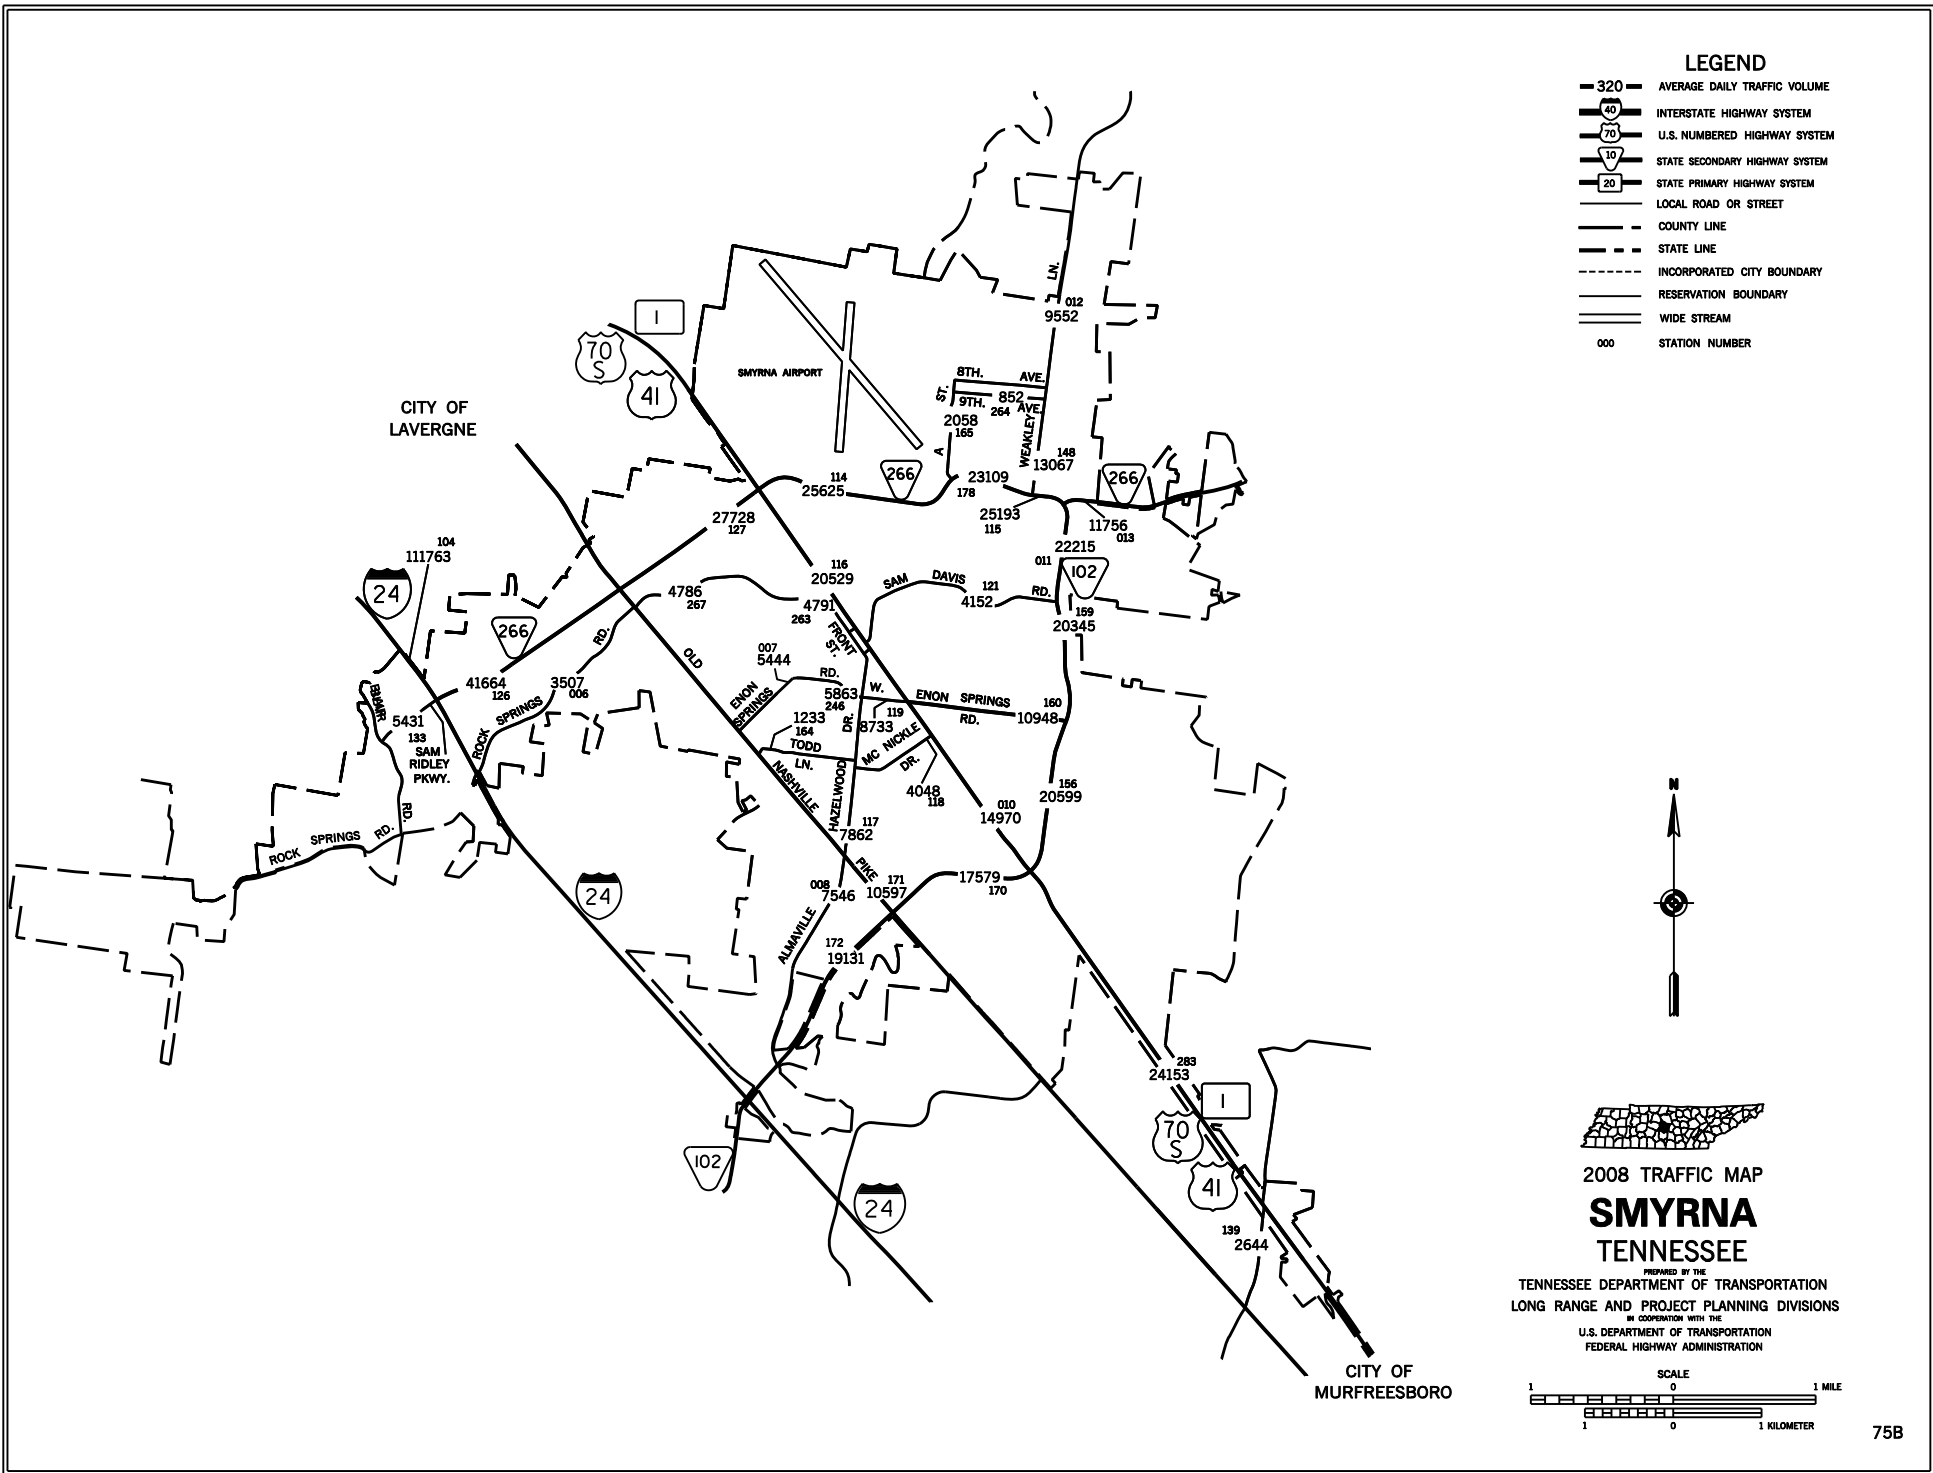 LEGEND
320 AVERAGE DAILY TRAFFIC VOLUME
40 INTERSTATE HIGHWAY SYSTEM
70 U.S. NUMBERED HIGHWAY SYSTEM
10 STATE SECONDARY HIGHWAY SYSTEM
20 STATE PRIMARY HIGHWAY SYSTEM
LOCAL ROAD OR STREET
COUNTY LINE
STATE LINE
INCORPORATED CITY BOUNDARY
RESERVATION BOUNDARY
WIDE STREAM
000 STATION NUMBER
LN.
012
9552
1
70
S
41
SMYRNA AIRPORT
8TH. AVE.
ST.
9TH. 852 AVE.
264
2058
165
A
WEAKLEY
148
13067
CITY OF
LAVERGNE
114
25625
266
23109
178
266
25193
115
11756
013
27728
127
22215
011
102
104
111763
24
116
20529
SAM DAVIS RD.
121
4152
4786
267
4791
263
159
20345
266
RD.
FRONT
ST.
OLD
007
5444
RD.
41664
126
3507
006
ENON
SPRINGS
5863
246
W. ENON SPRINGS
RD.
160
10948
119
8733
BLAIR
5431
133
SAM
RIDLEY
PKWY.
ROCK SPRINGS
1233
164
TODD
LN.
DR.
MC NICKLE
DR.
4048
118
NASHVILLE
HAZELWOOD
156
20599
010
14970
RD.
ROCK SPRINGS RD.
117
7862
PIKE
24
008
7546
171
10597
17579
170
ALMAVILLE
172
19131
N
283
24153
1
70
S
41
102
24
139
2644
CITY OF
MURFREESBORO
2008 TRAFFIC MAP
SMYRNA
TENNESSEE
PREPARED BY THE
TENNESSEE DEPARTMENT OF TRANSPORTATION
LONG RANGE AND PROJECT PLANNING DIVISIONS
IN COOPERATION WITH THE
U.S. DEPARTMENT OF TRANSPORTATION
FEDERAL HIGHWAY ADMINISTRATION
SCALE
1 0 1 MILE
1 0 1 KILOMETER
75B